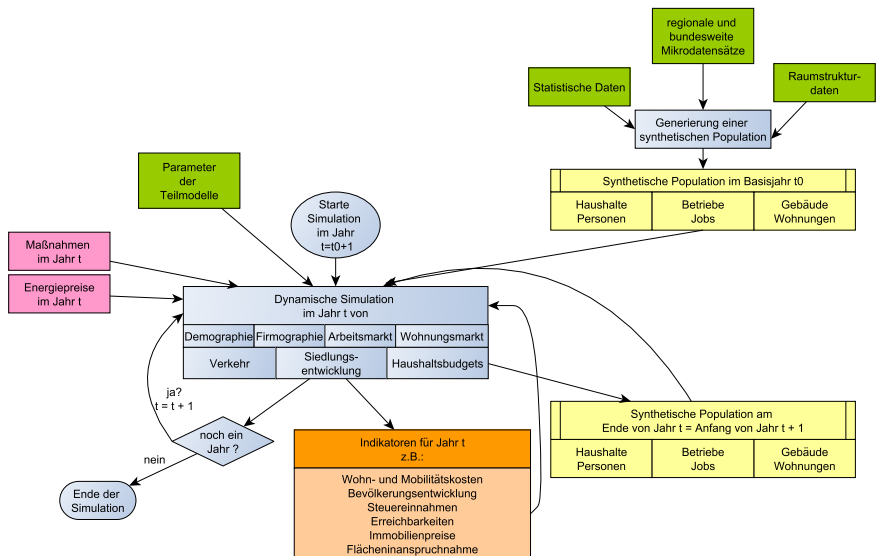 regionale und
bundesweite
Mikrodatensätze
Statistische Daten
Raumstruktur-
daten
Generierung einer
synthetischen Population
Parameter
der
Teilmodelle
Synthetische Population im Basisjahr t0
Haushalte
Personen
Betriebe
Jobs
Gebäude
Wohnungen
Starte
Simulation
im Jahr
t=t0+1
Maßnahmen
im Jahr t
Energiepreise
im Jahr t
Dynamische Simulation
im Jahr t von
Demographie Firmographie Arbeitsmarkt Wohnungsmarkt
Verkehr
Siedlungs-
entwicklung
Haushaltsbudgets
ja?
t = t + 1
noch ein
Jahr ?
nein
Ende der
Simulation
Indikatoren für Jahr t
z.B.:
Wohn- und Mobilitätskosten
Bevölkerungsentwicklung
Steuereinnahmen
Erreichbarkeiten
Immobilienpreise
Flächeninanspruchnahme
Synthetische Population am
Ende von Jahr t = Anfang von Jahr t + 1
Haushalte
Personen
Betriebe
Jobs
Gebäude
Wohnungen